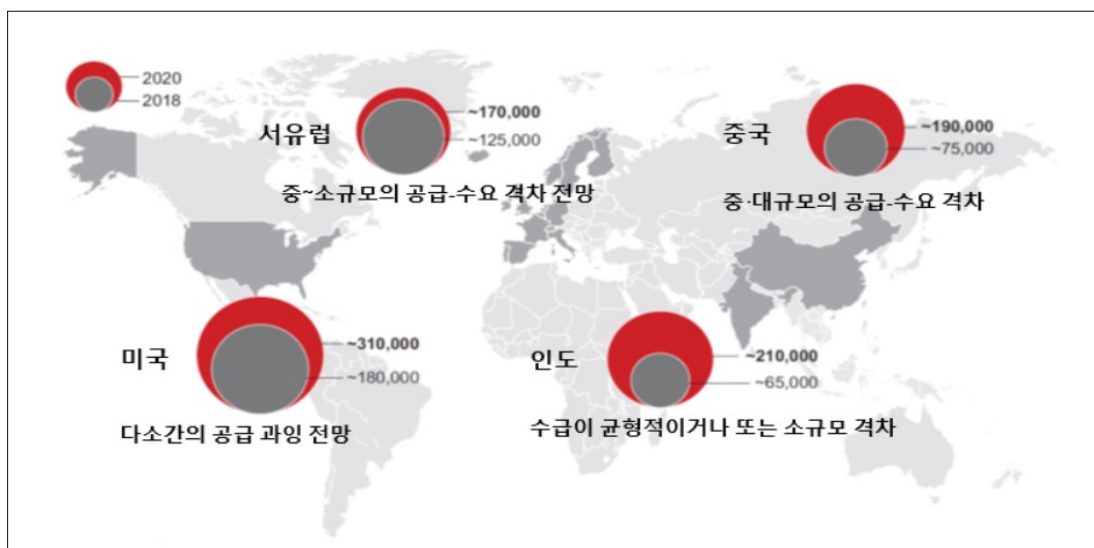 2020
2018
서유럽
~170,000
~125,000
중~소규모의 공급-수요 격차 전망
중국
~190,000
~75,000
중·대규모의 공급-수요 격차
미국
~310,000
~180,000
다소간의 공급 과잉 전망
인도
~210,000
~65,000
수급이 균형적이거나 또는 소규모 격차